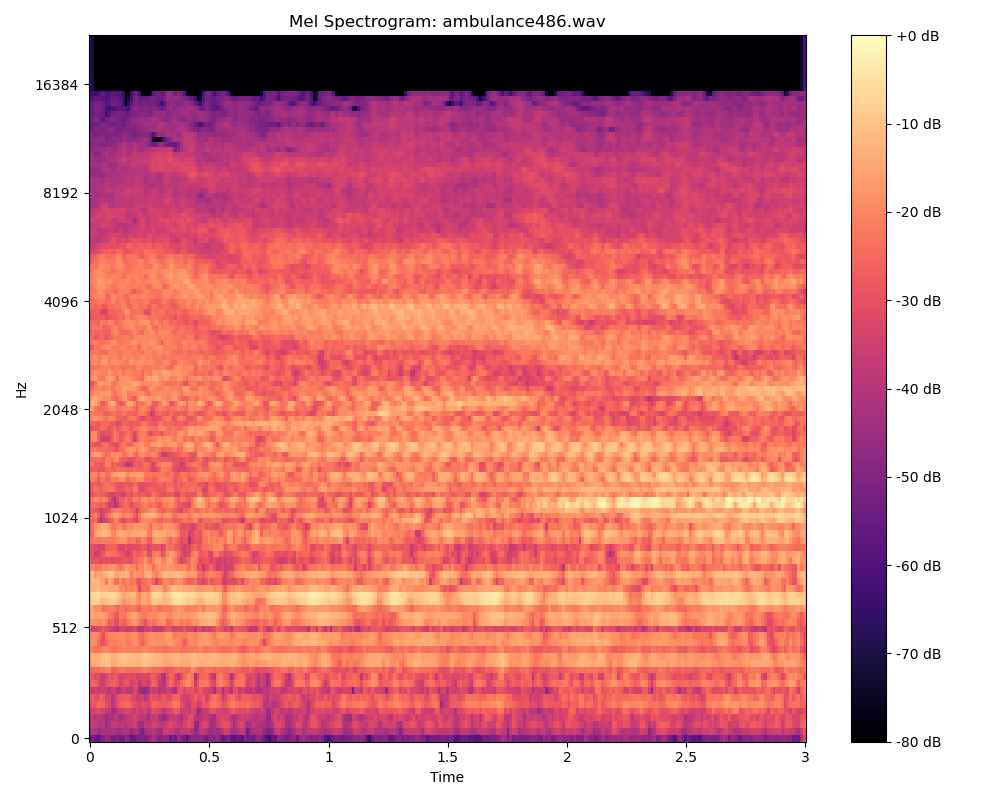 Mel Spectrogram: ambulance486.wav
Hz
16384
8192
4096
2048
1024
512
0
0 0.5 1 1.5 2 2.5 3
Time
+0 dB
-10 dB
-20 dB
-30 dB
-40 dB
-50 dB
-60 dB
-70 dB
-80 dB